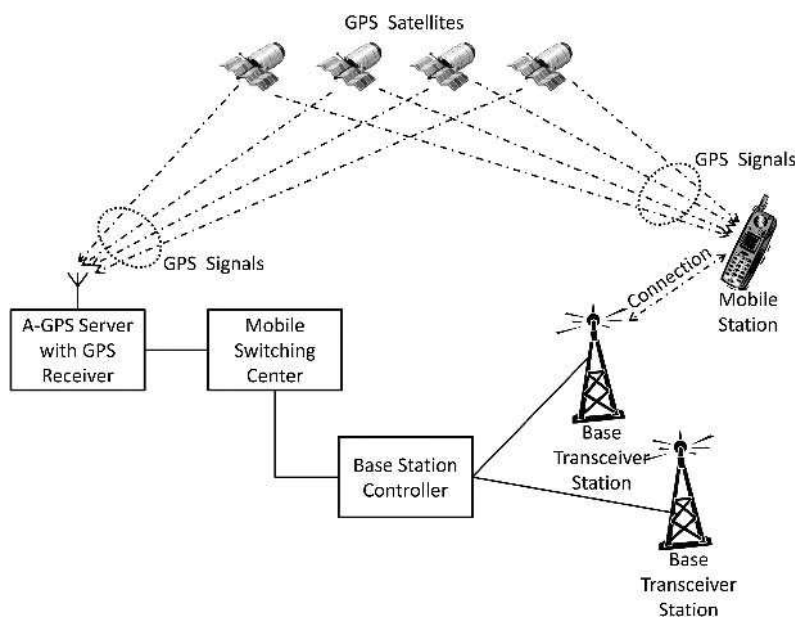 GPS Satellites
GPS Signals
GPS Signals
Connection
Mobile
Station
A-GPS Server
with GPS
Receiver
Mobile
Switching
Center
Base
Transceiver
Station
Base Station
Controller
Base
Transceiver
Station